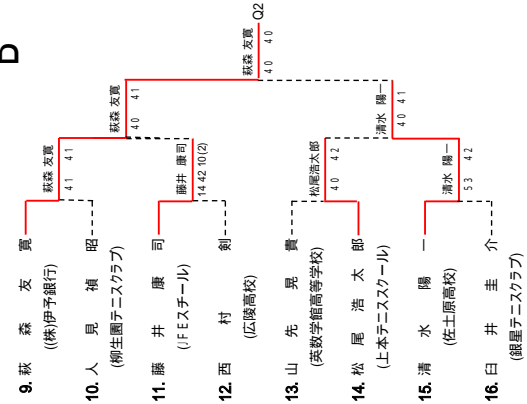 D
9. 萩 森 友 寛
((株)伊予銀行)
10. 人 見 禎 昭
(柳生園テニスクラブ)
11. 藤 井 康 司
(JFEスチール)
12. 西 村 剣
(広陵高校)
13. 山 先 晃 貴
(英数学館高等学校)
14. 松 尾 浩 太 郎
(上本テニススクール)
15. 清 水 陽 一
(佐土原高校)
16. 臼 井 圭 介
(銀星テニスクラブ)
萩森 友寛
41 41
藤井 康司
14 42 10(2)
松尾浩太郎
40 42
清水 陽一
53 42
萩森 友寛
40 41
清水 陽一
40 41
萩森 友寛
40 40
Q2